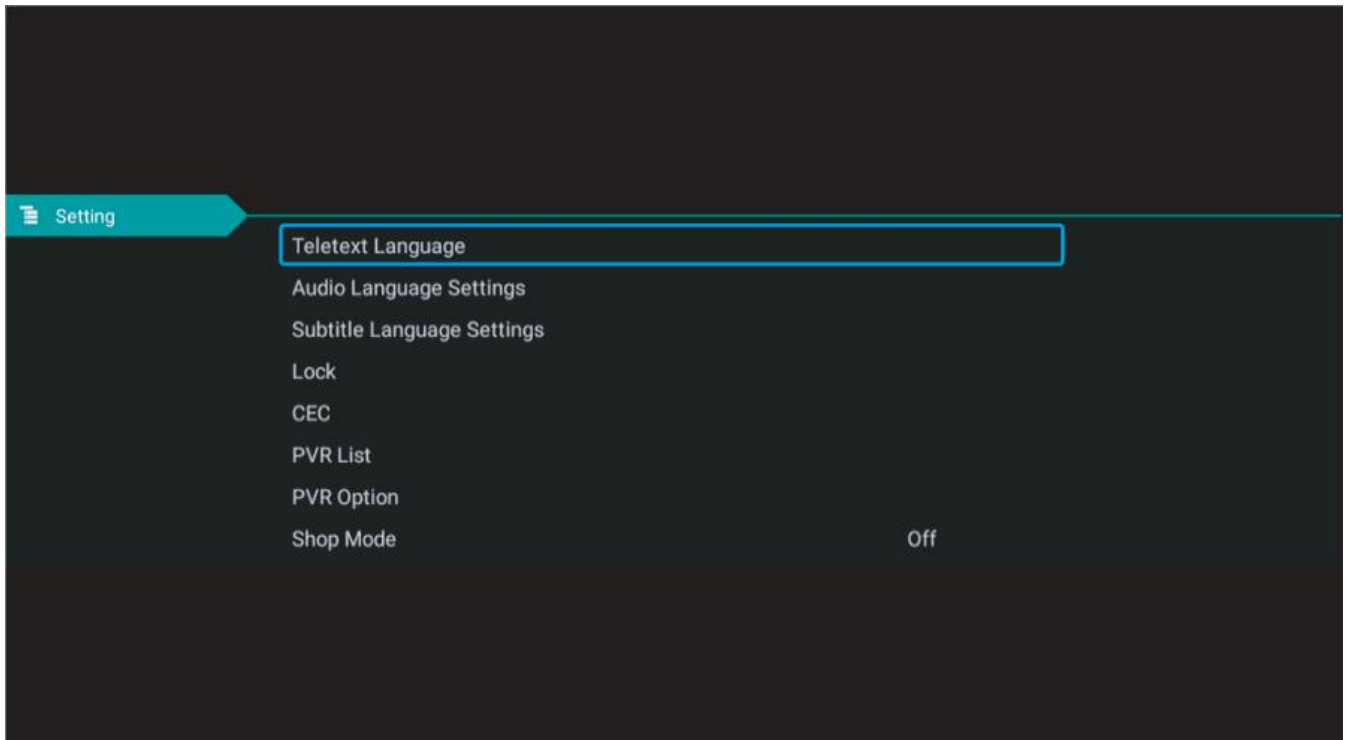 Setting
Teletext Language
Audio Language Settings
Subtitle Language Settings
Lock
CEC
PVR List
PVR Option
Shop Mode Off